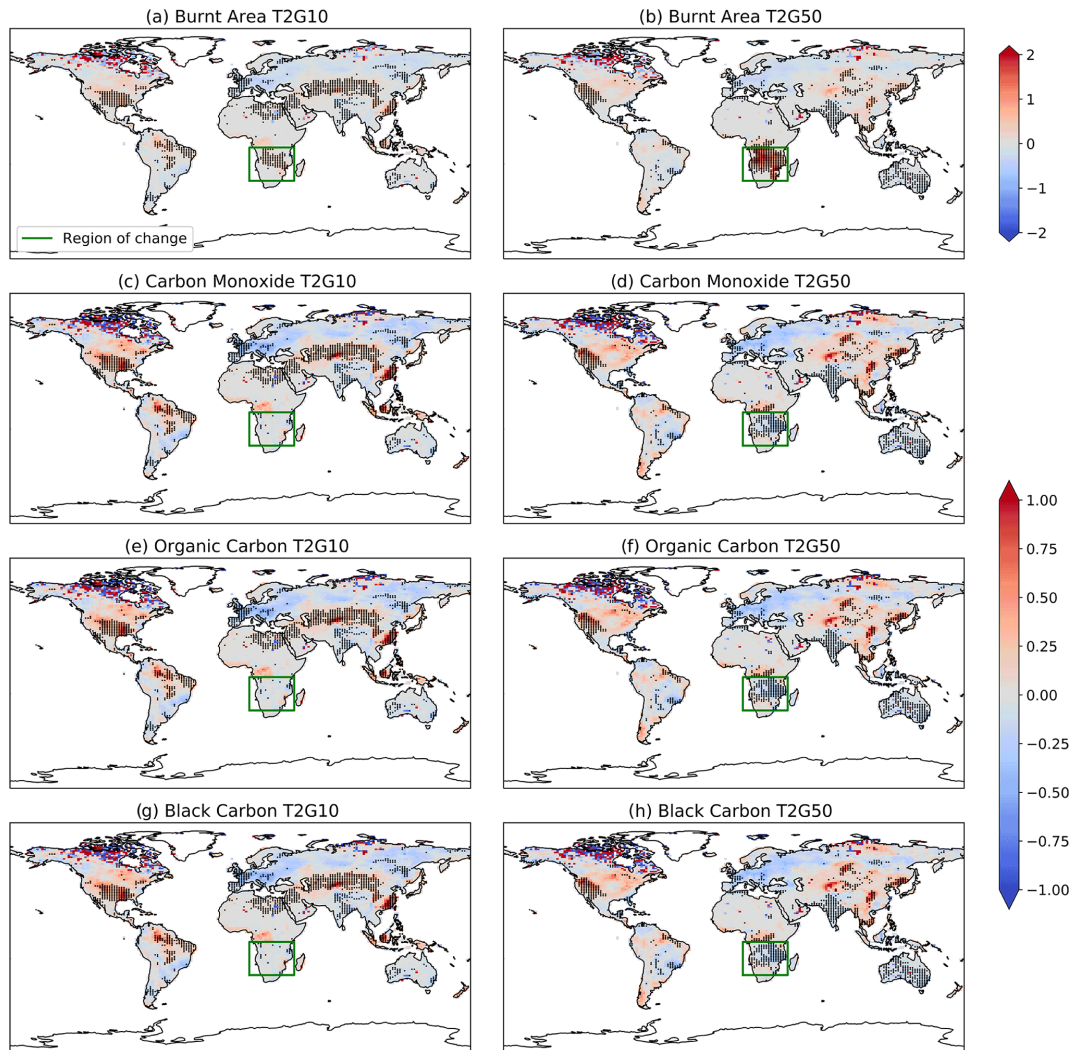 (a) Burnt Area T2G10
(b) Burnt Area T2G50
2
1
0
−1
−2
Region of change
(c) Carbon Monoxide T2G10
(d) Carbon Monoxide T2G50
(e) Organic Carbon T2G10
(f) Organic Carbon T2G50
1.00
0.75
0.50
0.25
0.00
−0.25
−0.50
−0.75
−1.00
(g) Black Carbon T2G10
(h) Black Carbon T2G50